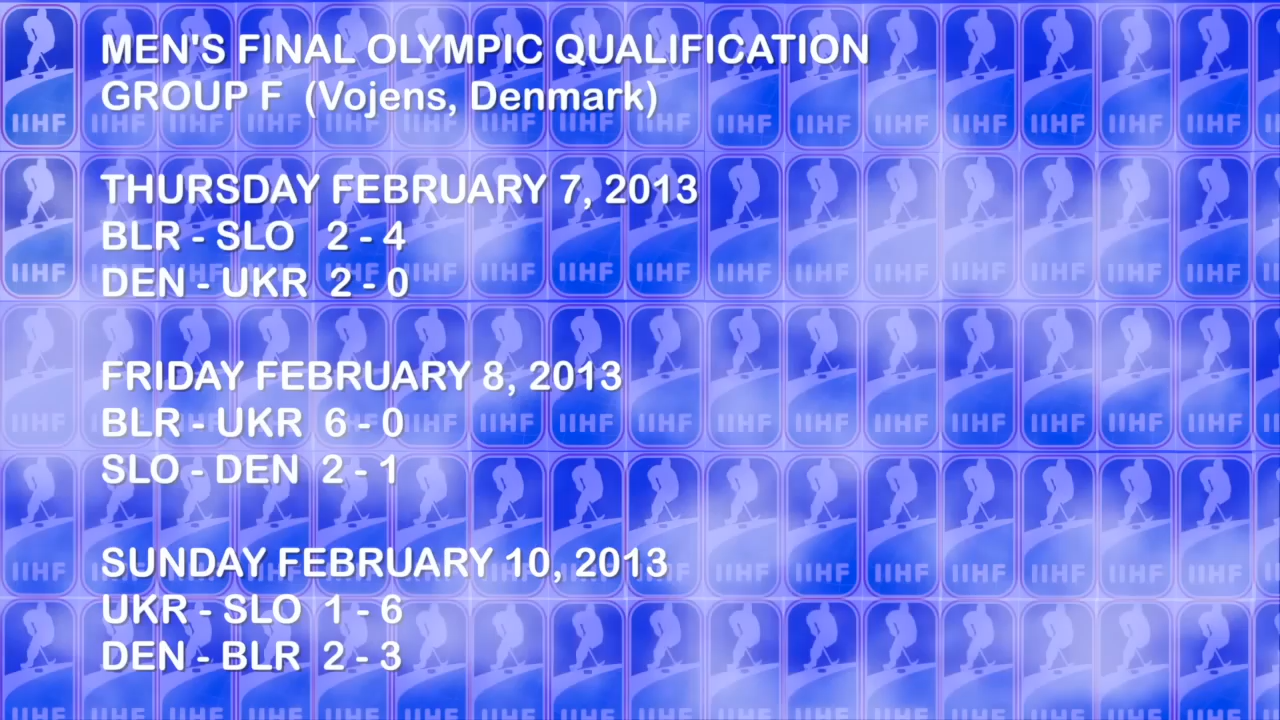 MEN'S FINAL OLYMPIC QUALIFICATION
GROUP F (Vojens, Denmark)
THURSDAY FEBRUARY 7, 2013
BLR - SLO 2 - 4
DEN - UKR 2 - 0
FRIDAY FEBRUARY 8, 2013
BLR - UKR 6 - 0
SLO - DEN 2 - 1
SUNDAY FEBRUARY 10, 2013
UKR - SLO 1 - 6
DEN - BLR 2 - 3
IIHF